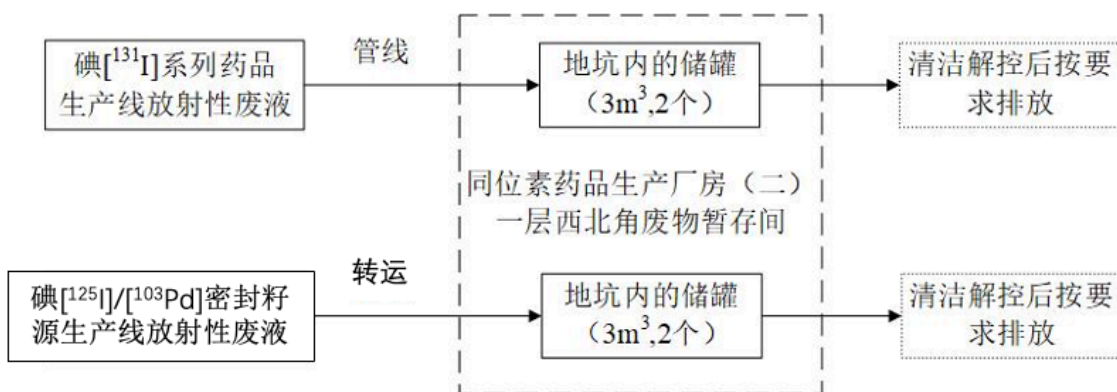 碘[¹³¹I]系列药品
生产线放射性废液
管线
地坑内的储罐
（3m³,2个）
清洁解控后按要
求排放
同位素药品生产厂房（二）
一层西北角废物暂存间
碘[¹²⁵I]/[¹⁰³Pd]密封籽
源生产线放射性废液
转运
地坑内的储罐
（3m³,2个）
清洁解控后按要
求排放